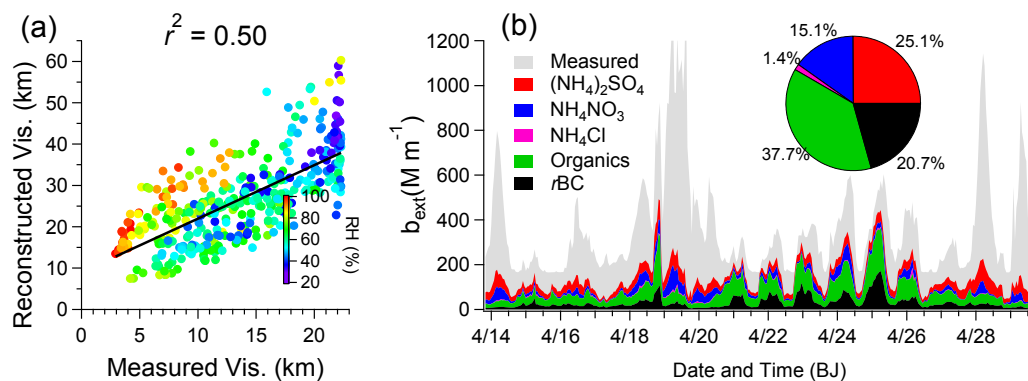 (a)
r² = 0.50
Reconstructed Vis. (km)
60
50
40
30
20
10
0
0
5
10
15
20
Measured Vis. (km)
100
80
60
40
20
RH (%)
(b)
1200
1000
800
600
400
200
0
b_ext(M m⁻¹)
Measured
(NH₄)₂SO₄
NH₄NO₃
NH₄Cl
Organics
rBC
15.1%
25.1%
1.4%
37.7%
20.7%
4/14
4/16
4/18
4/20
4/22
4/24
4/26
4/28
Date and Time (BJ)